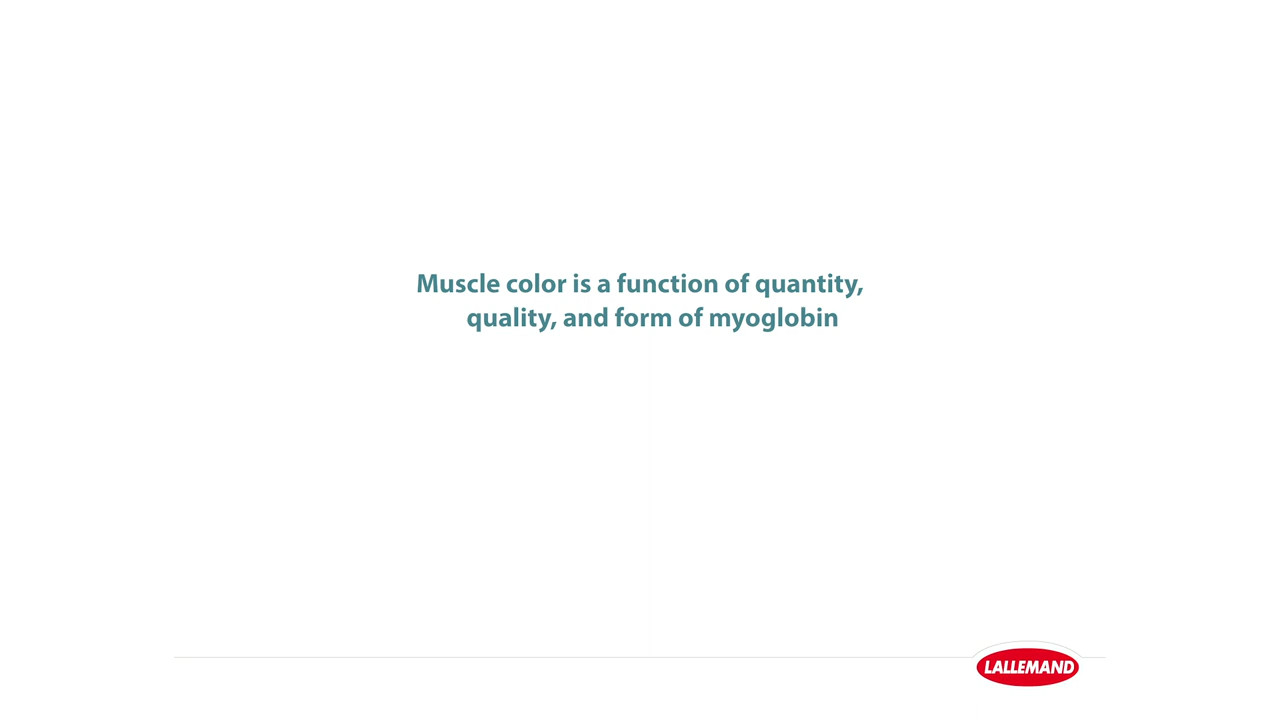 Muscle color is a function of quantity,
quality, and form of myoglobin
LALLEMAND